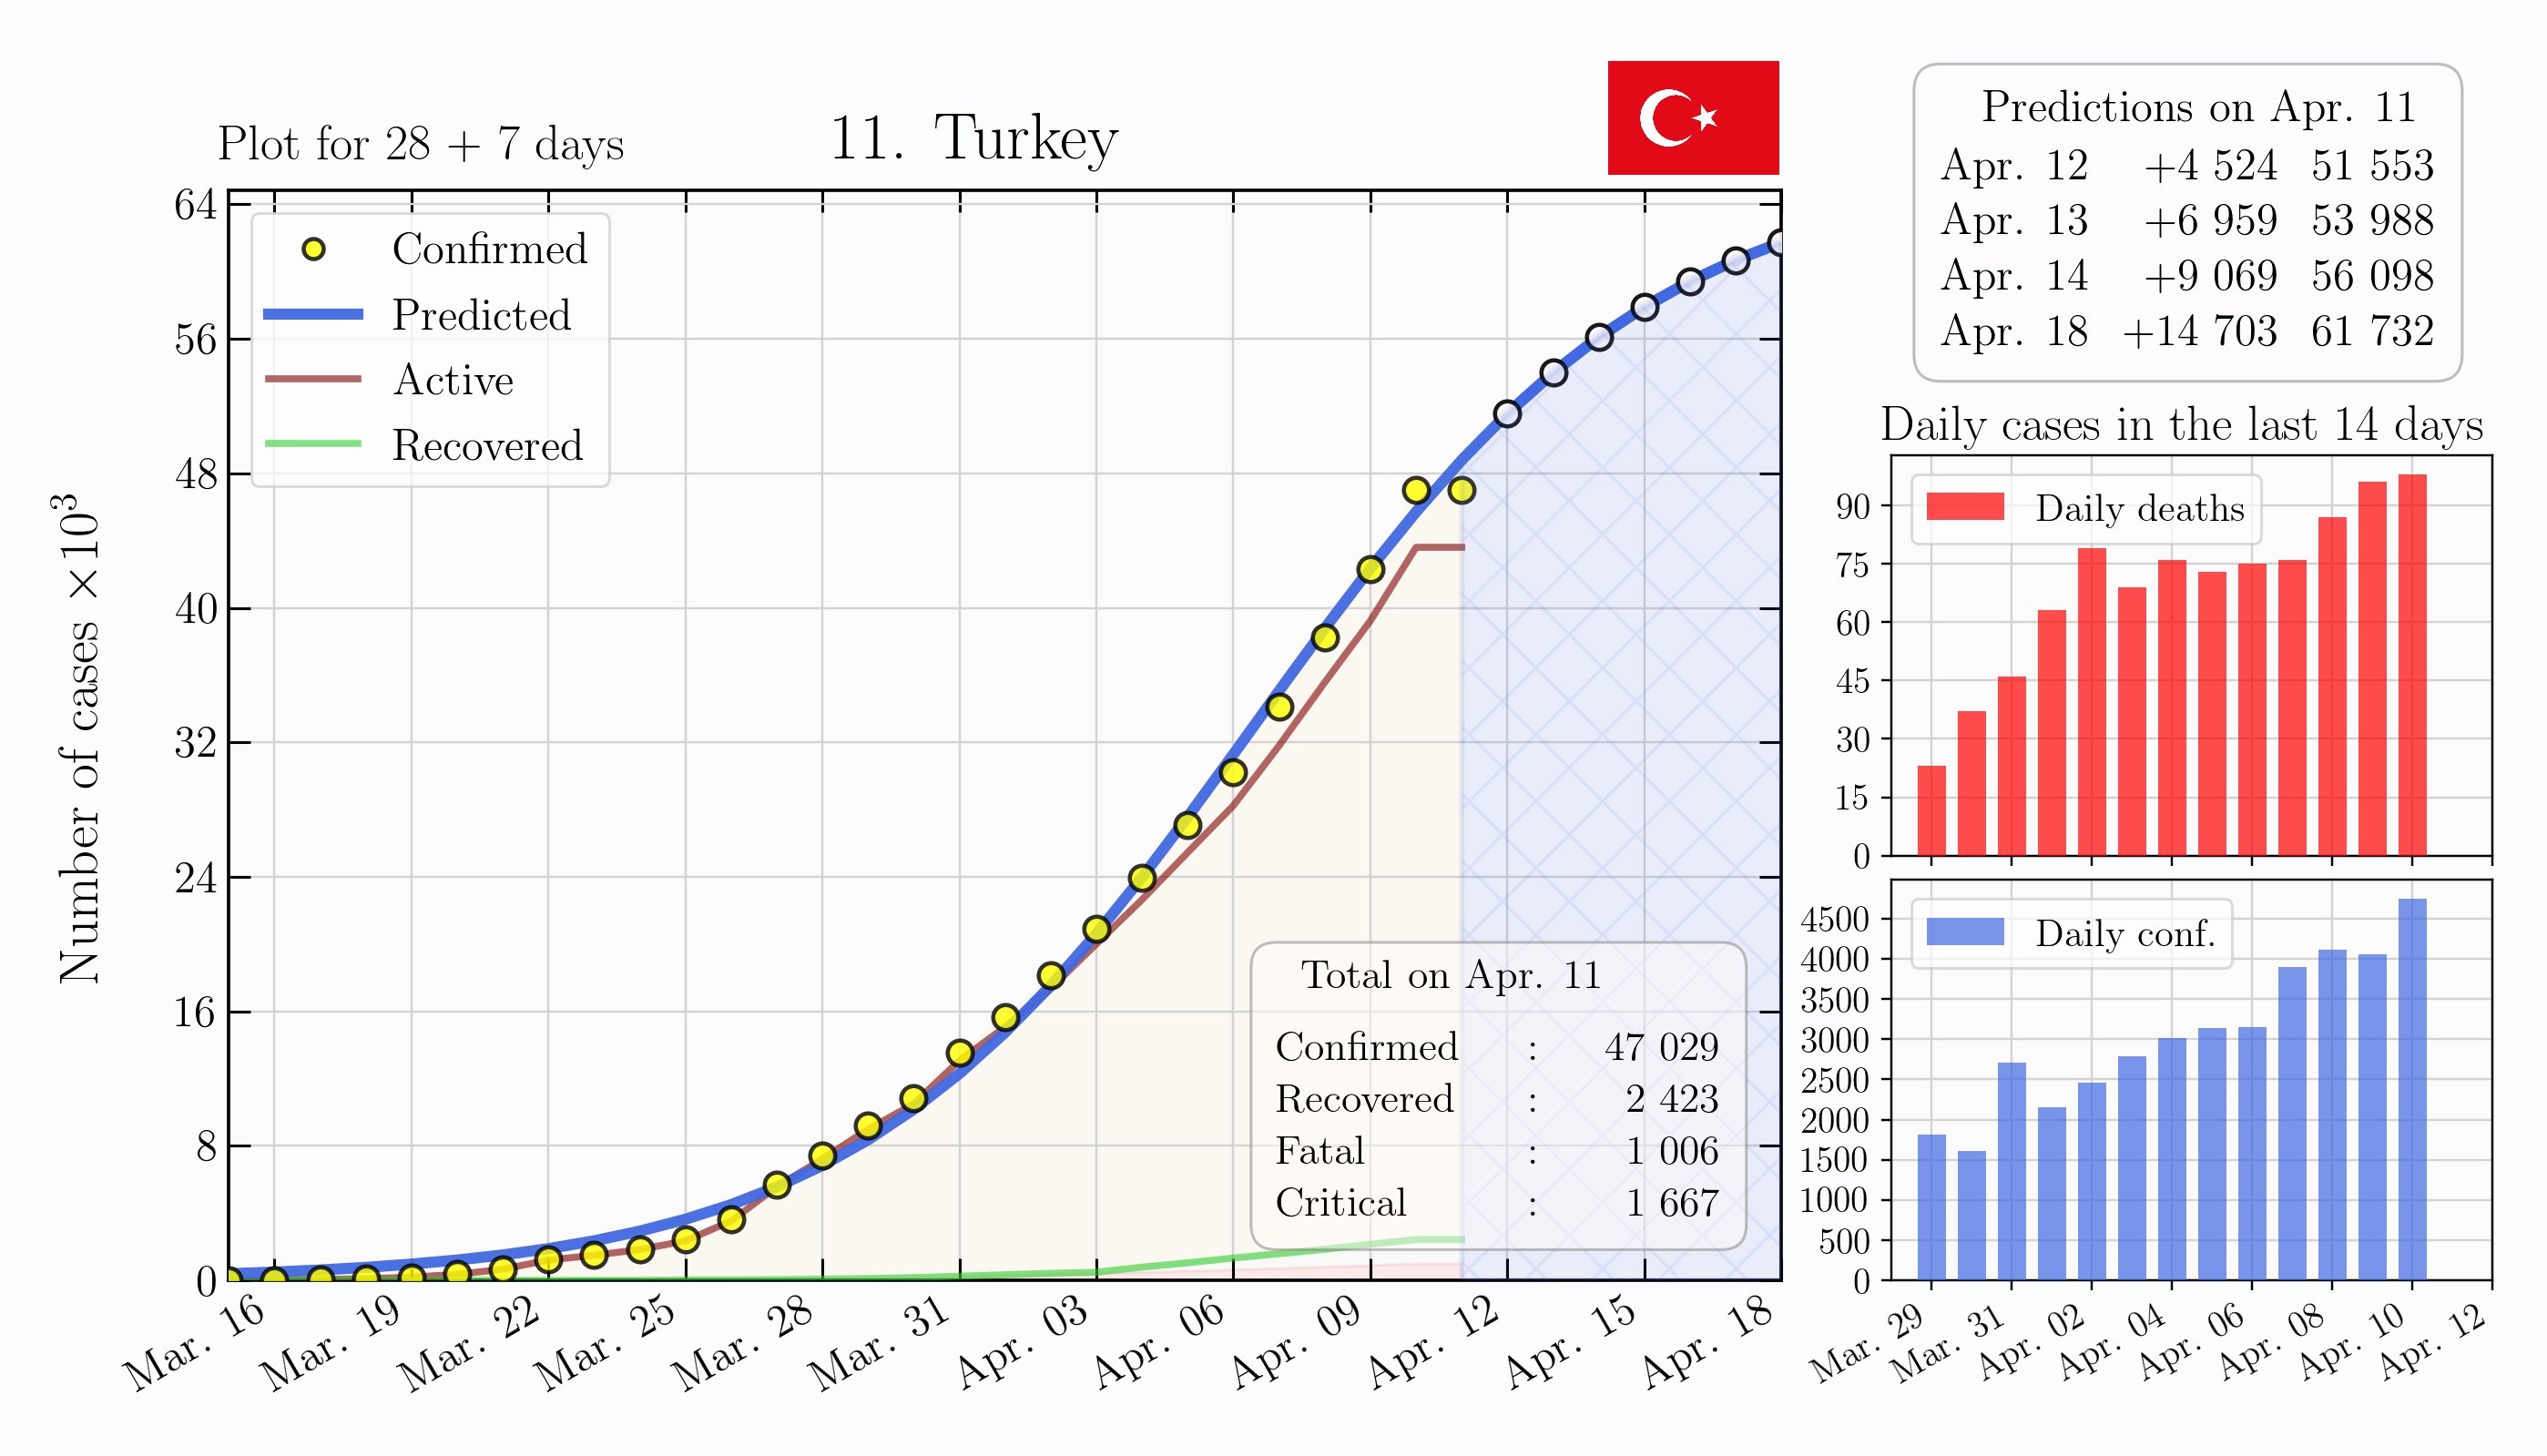 Plot for 28 + 7 days
11. Turkey
Number of cases ×10³
64
56
48
40
32
24
16
8
0
Confirmed
Predicted
Active
Recovered
Total on Apr. 11
Confirmed : 47 029
Recovered : 2 423
Fatal : 1 006
Critical : 1 667
Mar. 16
Mar. 19
Mar. 22
Mar. 25
Mar. 28
Mar. 31
Apr. 03
Apr. 06
Apr. 09
Apr. 12
Apr. 15
Apr. 18
Predictions on Apr. 11
Apr. 12 +4 524 51 553
Apr. 13 +6 959 53 988
Apr. 14 +9 069 56 098
Apr. 18 +14 703 61 732
Daily cases in the last 14 days
Daily deaths
90
75
60
45
30
15
0
Daily conf.
4500
4000
3500
3000
2500
2000
1500
1000
500
0
Mar. 29
Mar. 31
Apr. 02
Apr. 04
Apr. 06
Apr. 08
Apr. 10
Apr. 12